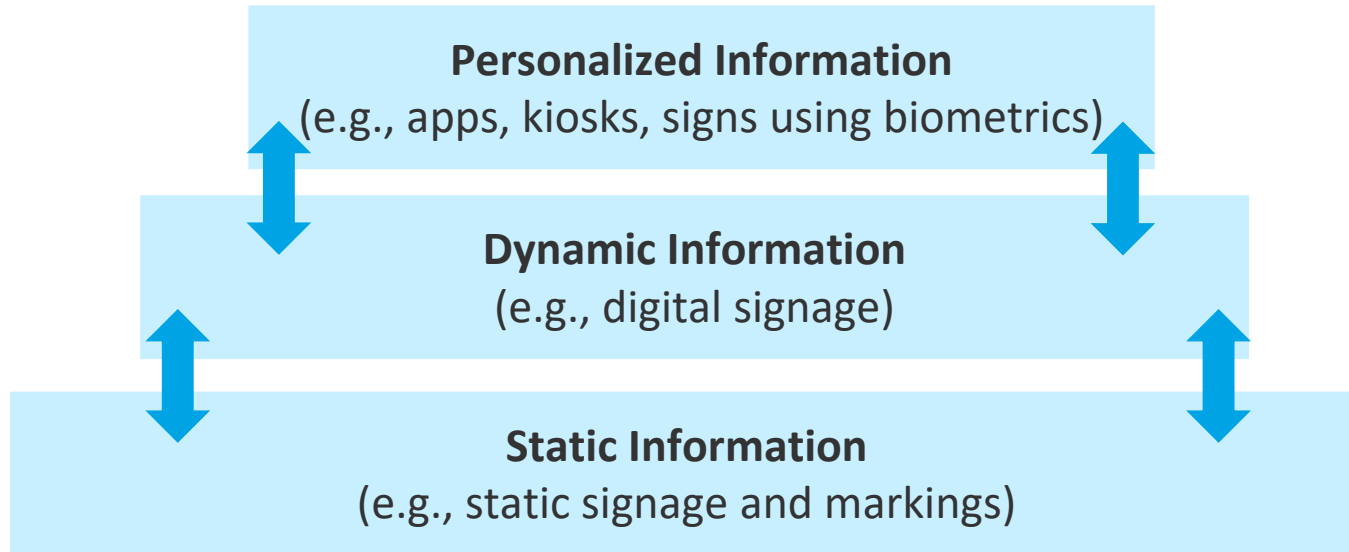 Personalized Information
(e.g., apps, kiosks, signs using biometrics)
Dynamic Information
(e.g., digital signage)
Static Information
(e.g., static signage and markings)